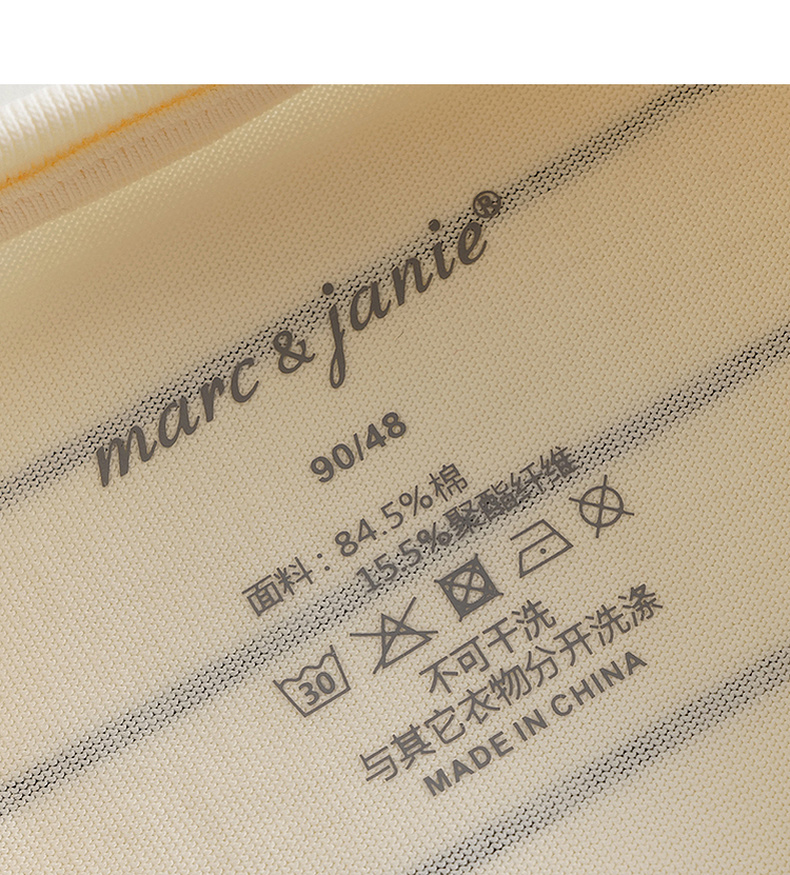 marc & janie®
90/48
面料：84.5%棉
15.5%聚酯纤维
30
不可干洗
与其它衣物分开洗涤
MADE IN CHINA